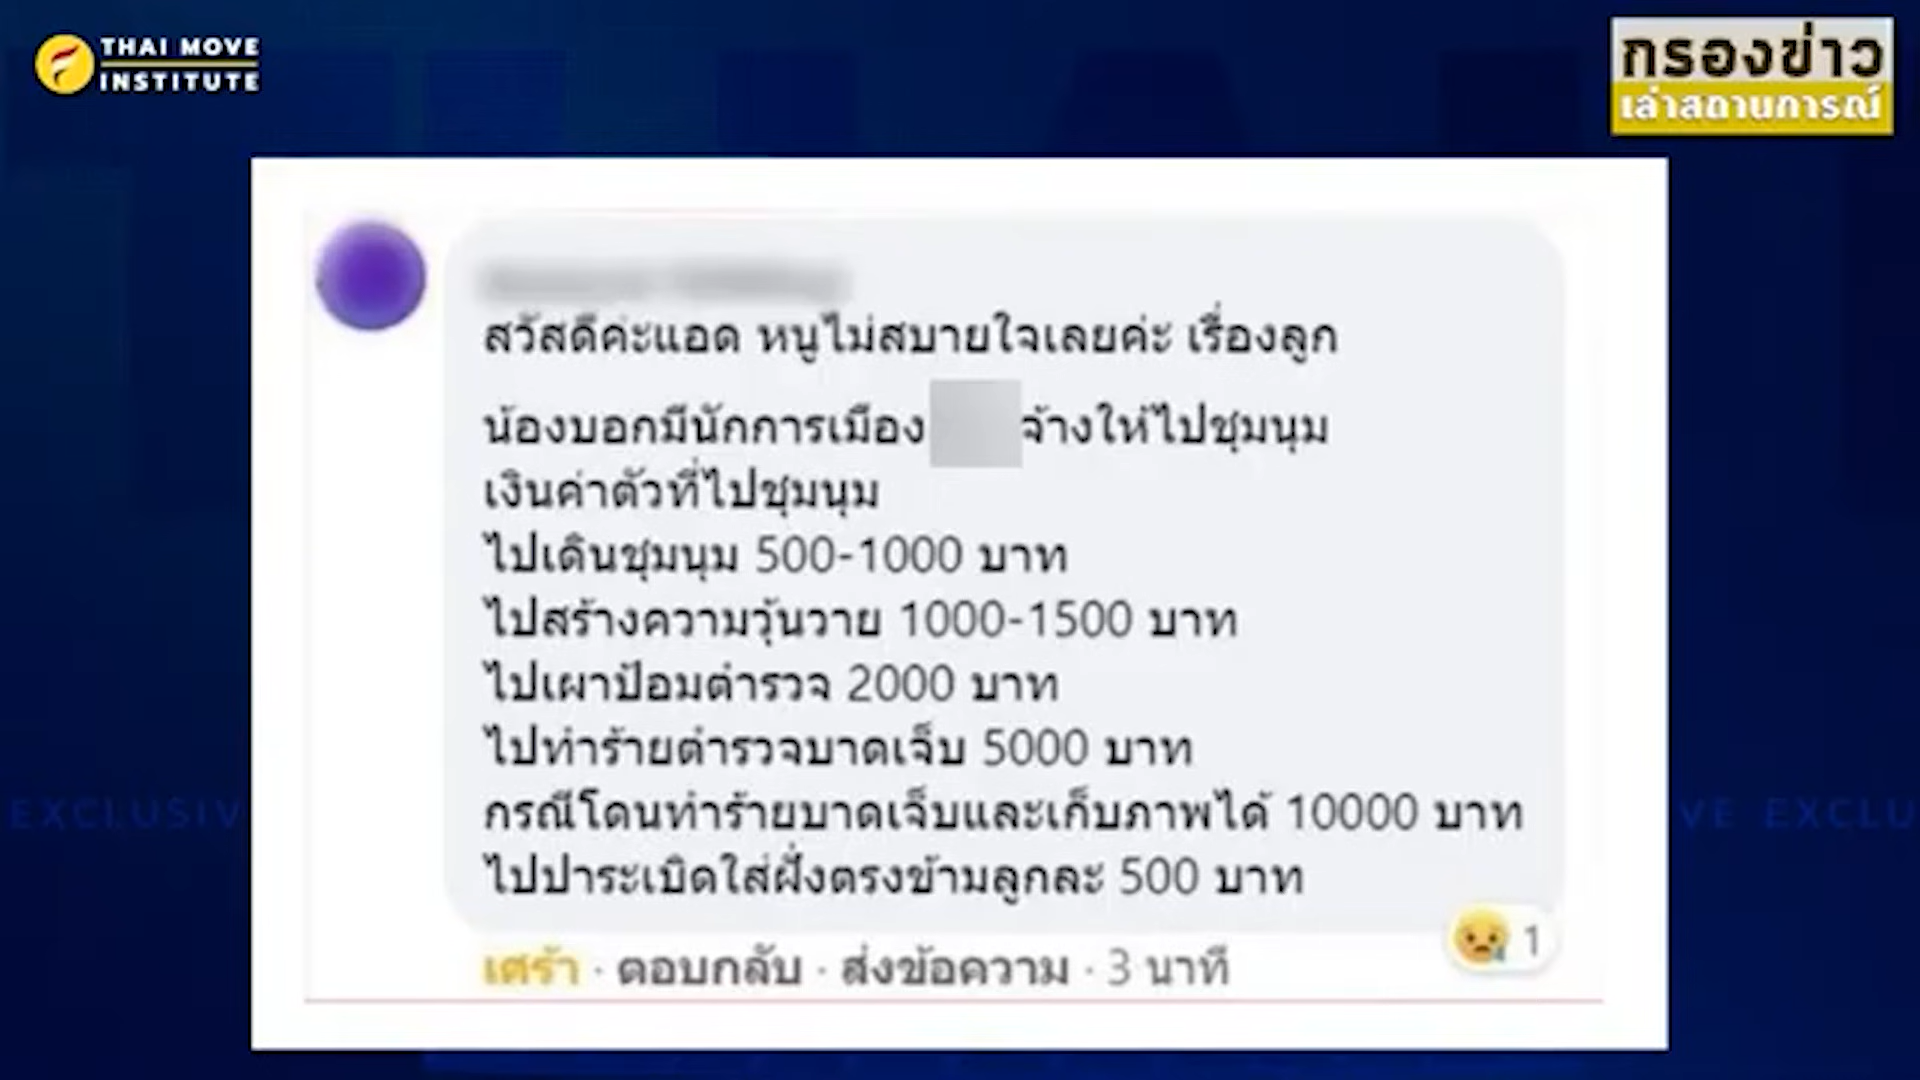 THAI MOVE
INSTITUTE
กรองข่าว
เล่าสถานการณ์
สวัสดีค่ะแอด หนูไม่สบายใจเลยค่ะ เรื่องลูก
น้องบอกมีนักการเมือง จ้างให้ไปชุมนุม
เงินค่าตัวที่ไปชุมนุม
ไปเดินชุมนุม 500-1000 บาท
ไปสร้างความวุ้นวาย 1000-1500 บาท
ไปเผาป้อมตำรวจ 2000 บาท
ไปทำร้ายตำรวจบาดเจ็บ 5000 บาท
กรณีโดนทำร้ายบาดเจ็บและเก็บภาพได้ 10000 บาท
ไปปาระเบิดใส่ฝั่งตรงข้ามลูกละ 500 บาท
1
เศร้า · ตอบกลับ · ส่งข้อความ · 3 นาที
EXCLUSIV
VE EXCLU